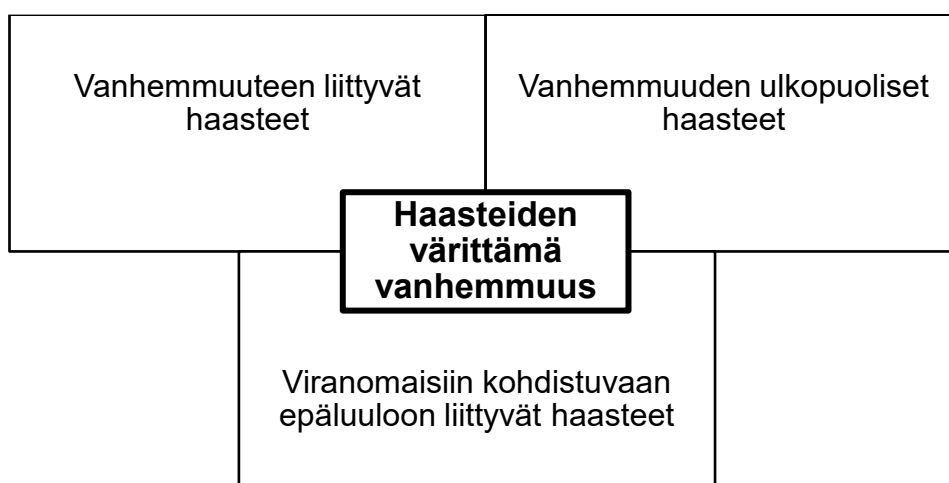 Vanhemmuuteen liittyvät
haasteet
Vanhemmuuden ulkopuoliset
haasteet
Haasteiden
värittämä
vanhemmuus
Viranomaisiin kohdistuvaan
epäluuloon liittyvät haasteet